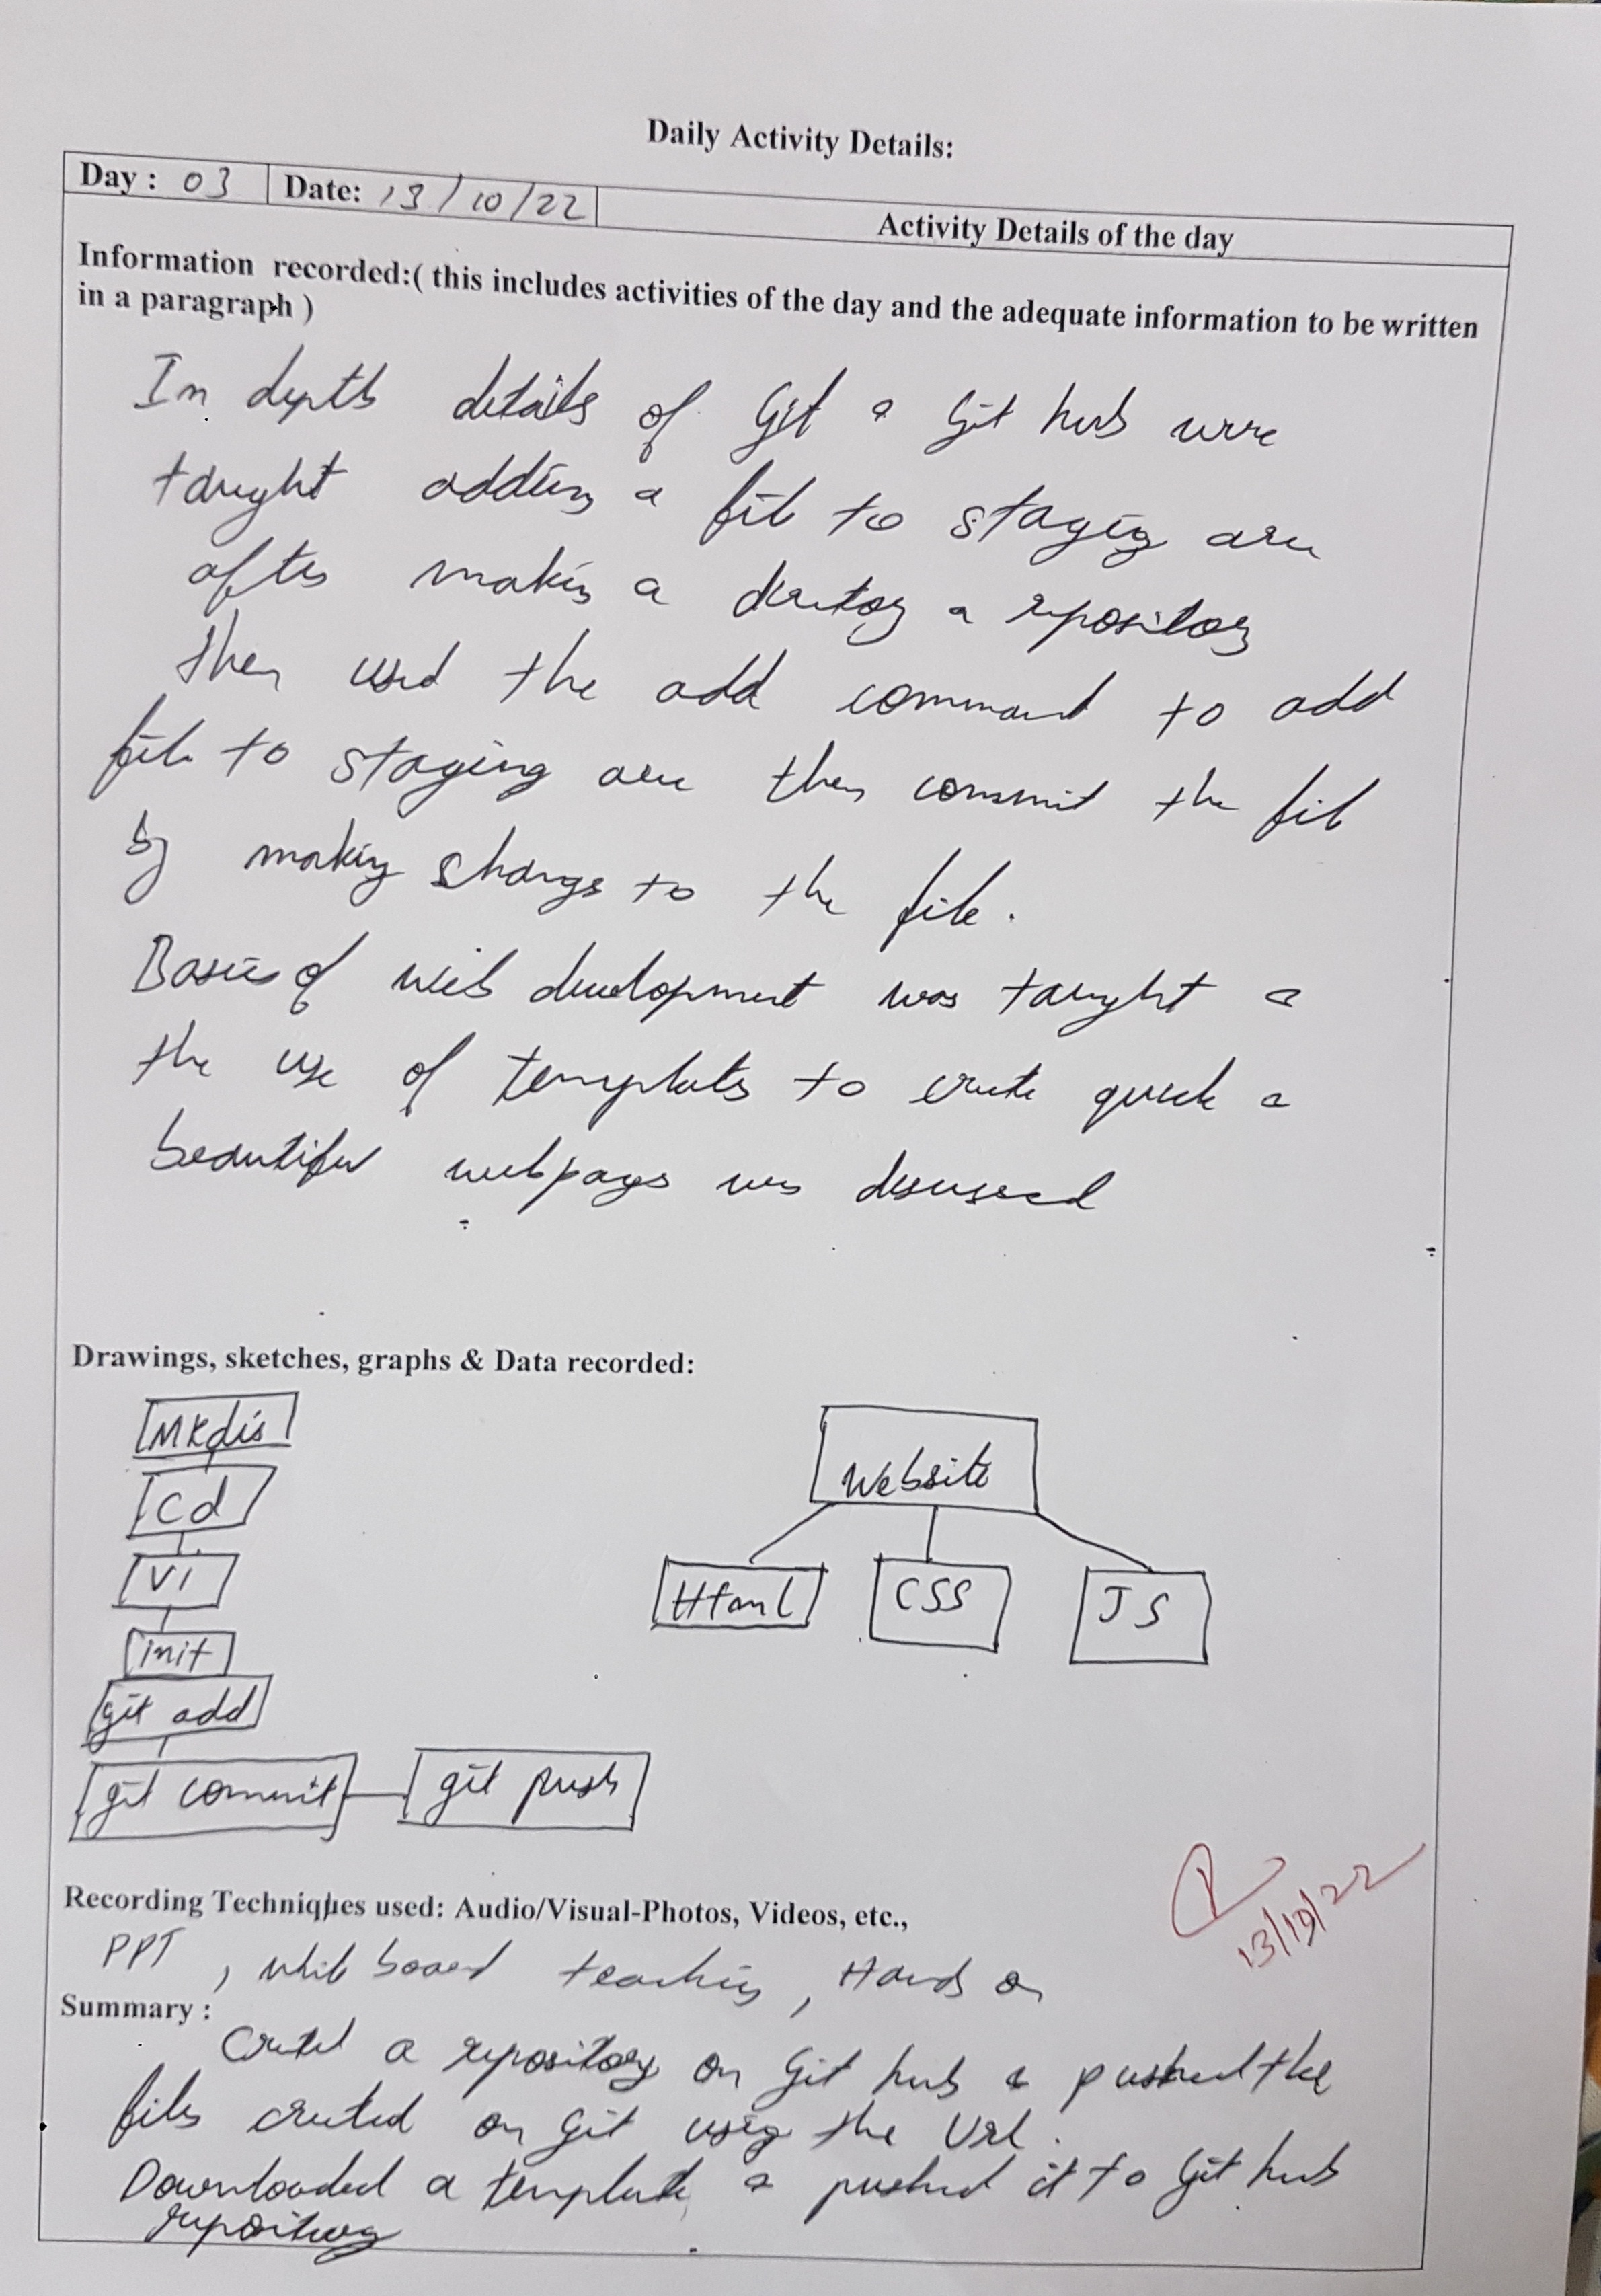 Daily Activity Details:
Day : 03 Date: 13/10/22 Activity Details of the day
Information recorded:( this includes activities of the day and the adequate information to be written
in a paragraph )
In depth details of Git & Git hub were
taught adding a file to staging area
after making a directory & repository
then used the add command to add
file to staging area then commit the file
by making changes to the file.
Basics of web development was taught &
the use of templates to create quick &
beautiful webpages was discussed
Drawings, sketches, graphs & Data recorded:
Mkdir
Cd
Vi
init
git add
git commit git push
Website
Html CSS JS
Recording Techniques used: Audio/Visual-Photos, Videos, etc.,
PPT, white board teaching, Hands on
13/10/22
Summary :
Created a repository on Git hub & pushed the
files created on Git using the Url.
Downloaded a template & pushed it to Git hub
repository